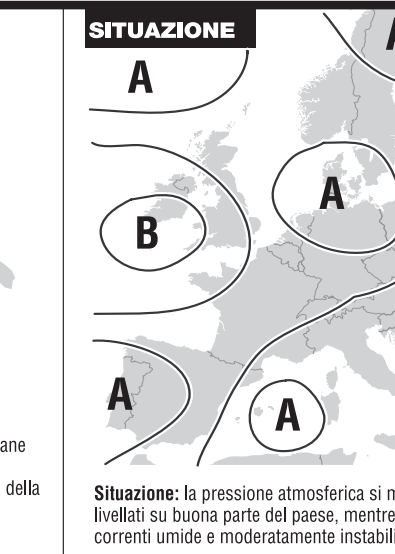 SITUAZIONE
A
A
A
B
A
A
ane
della
Situazione: la pressione atmosferica si m
livellati su buona parte del paese, mentre
correnti umide e moderatamente instabili